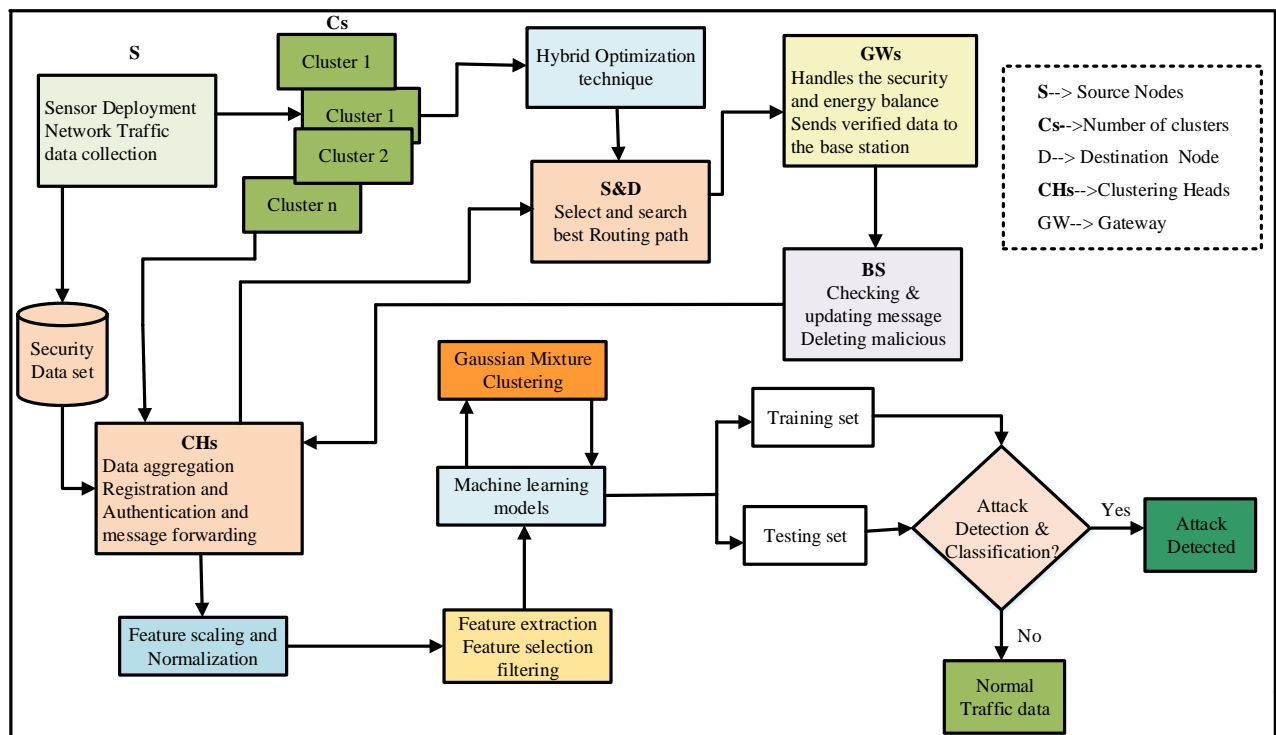 S
Sensor Deployment
Network Traffic
data collection
Cs
Cluster 1
Cluster 1
Cluster 2
Cluster n
Hybrid Optimization
technique
S&D
Select and search
best Routing path
GWs
Handles the security
and energy balance
Sends verified data to
the base station
BS
Checking &
updating message
Deleting malicious
S--> Source Nodes
Cs-->Number of clusters
D--> Destination Node
CHs-->Clustering Heads
GW--> Gateway
Security
Data set
CHs
Data aggregation
Registration and
Authentication and
message forwarding
Feature scaling and
Normalization
Feature extraction
Feature selection
filtering
Gaussian Mixture
Clustering
Machine learning
models
Training set
Testing set
Attack
Detection &
Classification?
Yes
Attack
Detected
No
Normal
Traffic data